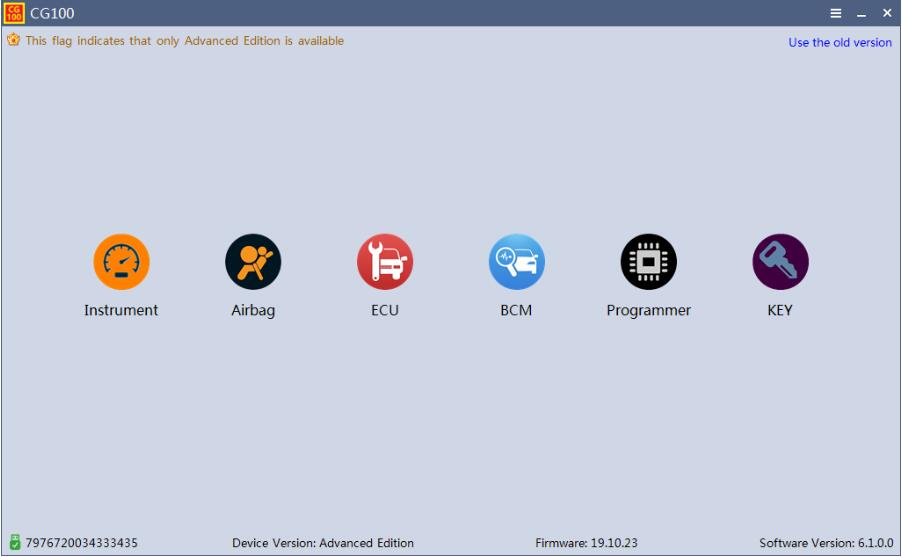 CG100
CG100
This flag indicates that only Advanced Edition is available
Use the old version
Instrument
Airbag
ECU
BCM
Programmer
KEY
7976720034333435
Device Version: Advanced Edition
Firmware: 19.10.23
Software Version: 6.1.0.0